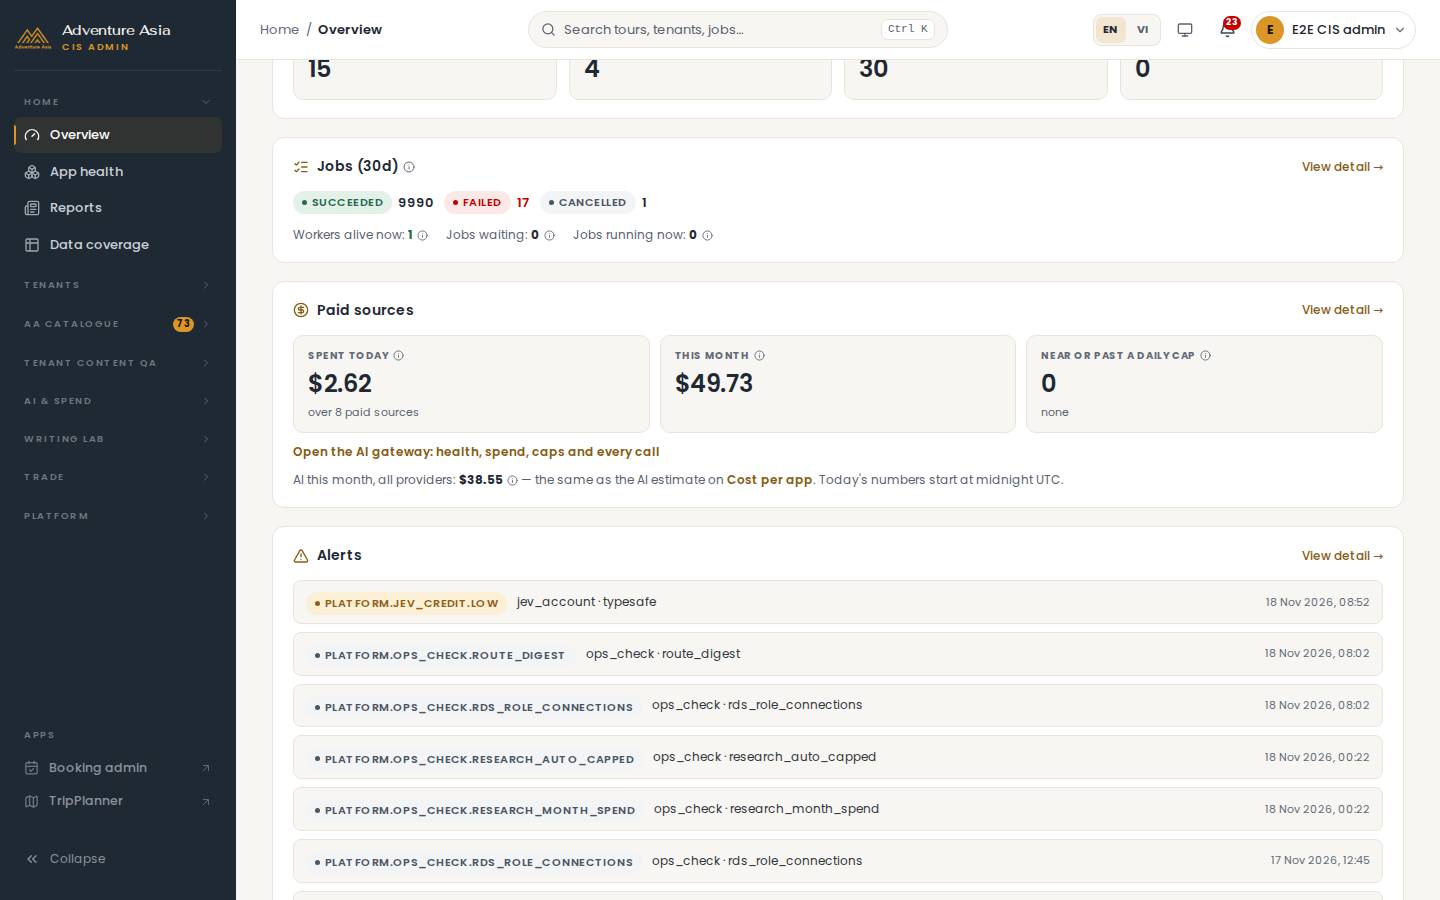 Adventure Asia
CIS ADMIN
Adventure Asia
Home / Overview
Search tours, tenants, jobs...
Ctrl K
EN VI
23
E
E2E CIS admin
HOME
Overview
App health
Reports
Data coverage
TENANTS
AA CATALOGUE 73
TENANT CONTENT QA
AI & SPEND
WRITING LAB
TRADE
PLATFORM
APPS
Booking admin
TripPlanner
Collapse
15 4 30 0
Jobs (30d) View detail →
SUCCEEDED 9990 FAILED 17 CANCELLED 1
Workers alive now: 1 Jobs waiting: 0 Jobs running now: 0
Paid sources View detail →
SPENT TODAY
$2.62
over 8 paid sources
THIS MONTH
$49.73
NEAR OR PAST A DAILY CAP
0
none
Open the AI gateway: health, spend, caps and every call
AI this month, all providers: $38.55 — the same as the AI estimate on Cost per app. Today's numbers start at midnight UTC.
Alerts View detail →
PLATFORM.JEV_CREDIT.LOW jev_account · typesafe 18 Nov 2026, 08:52
PLATFORM.OPS_CHECK.ROUTE_DIGEST ops_check · route_digest 18 Nov 2026, 08:02
PLATFORM.OPS_CHECK.RDS_ROLE_CONNECTIONS ops_check · rds_role_connections 18 Nov 2026, 08:02
PLATFORM.OPS_CHECK.RESEARCH_AUTO_CAPPED ops_check · research_auto_capped 18 Nov 2026, 00:22
PLATFORM.OPS_CHECK.RESEARCH_MONTH_SPEND ops_check · research_month_spend 18 Nov 2026, 00:22
PLATFORM.OPS_CHECK.RDS_ROLE_CONNECTIONS ops_check · rds_role_connections 17 Nov 2026, 12:45